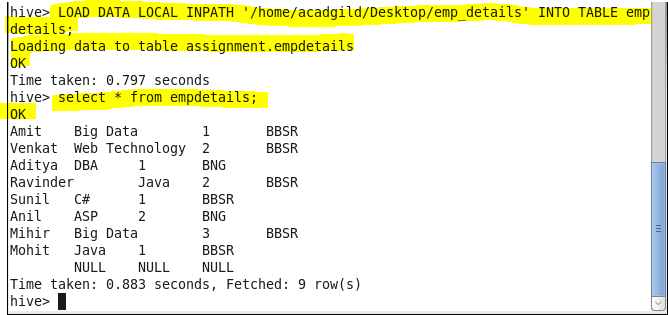 hive> LOAD DATA LOCAL INPATH '/home/acadgild/Desktop/emp_details' INTO TABLE emp
details;
Loading data to table assignment.empdetails
OK
Time taken: 0.797 seconds
hive> select * from empdetails;
OK
Amit Big Data 1 BBSR
Venkat Web Technology 2 BBSR
Aditya DBA 1 BNG
Ravinder Java 2 BBSR
Sunil C# 1 BBSR
Anil ASP 2 BNG
Mihir Big Data 3 BBSR
Mohit Java 1 BBSR
NULL NULL NULL
Time taken: 0.883 seconds, Fetched: 9 row(s)
hive>